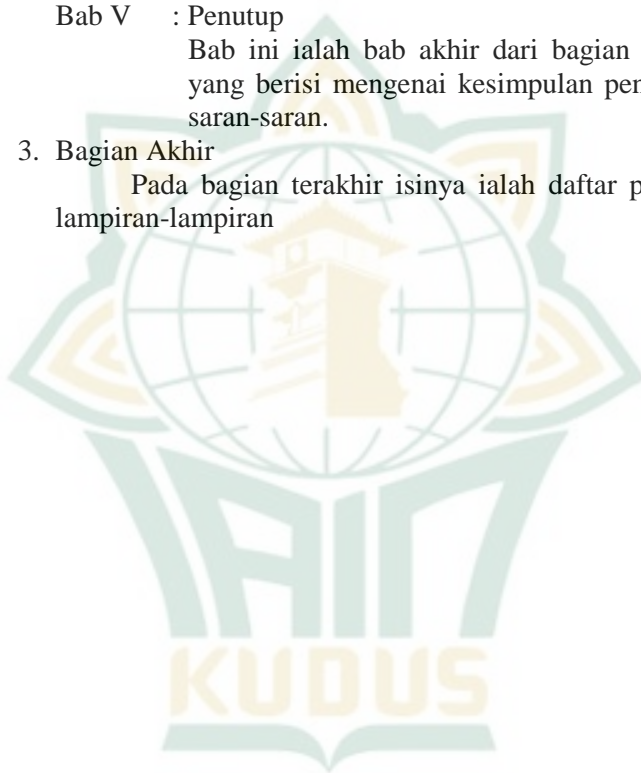 Bab V : Penutup
Bab ini ialah bab akhir dari bagian
yang berisi mengenai kesimpulan
saran-saran.
3. Bagian Akhir
Pada bagian terakhir isinya ialah daftar
lampiran-lampiran
IAIN
KUDUS